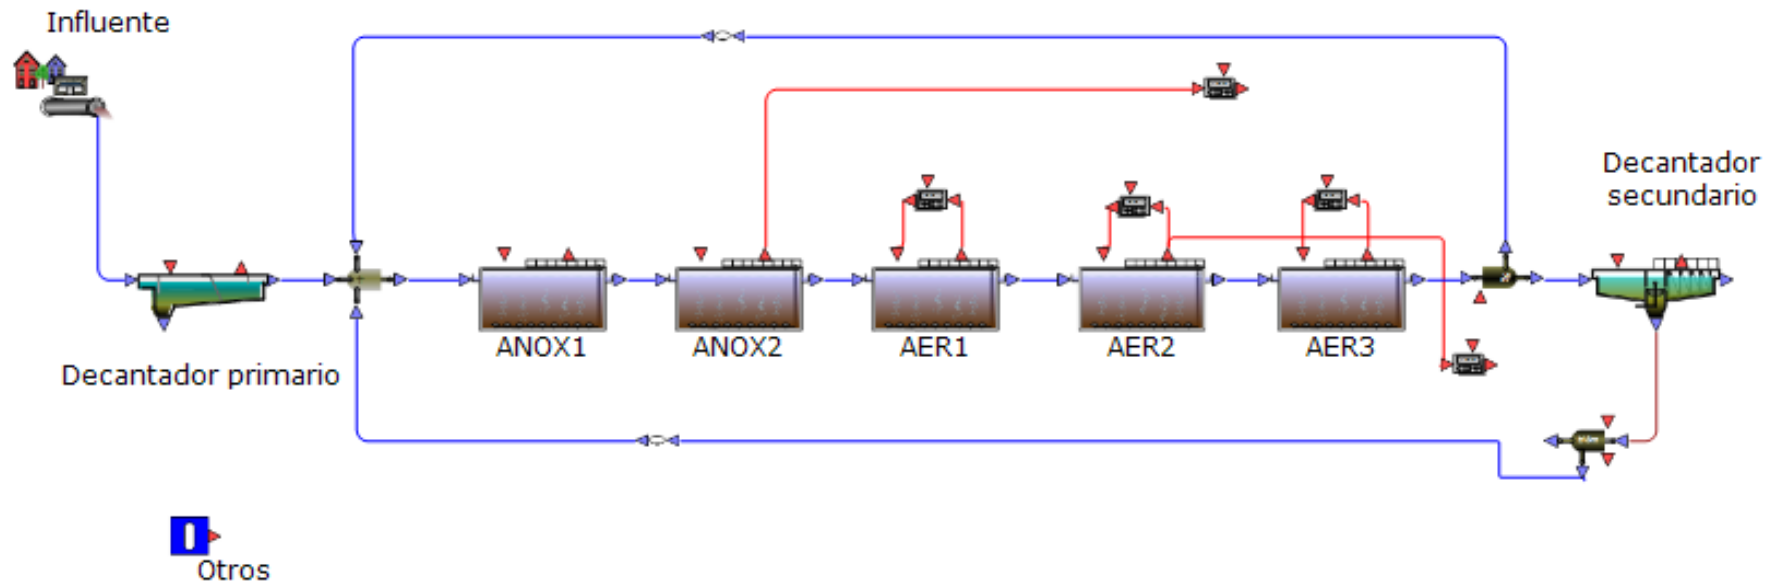 Influente
Decantador
secundario
ANOX1
ANOX2
AER1
AER2
AER3
Decantador primario
Otros